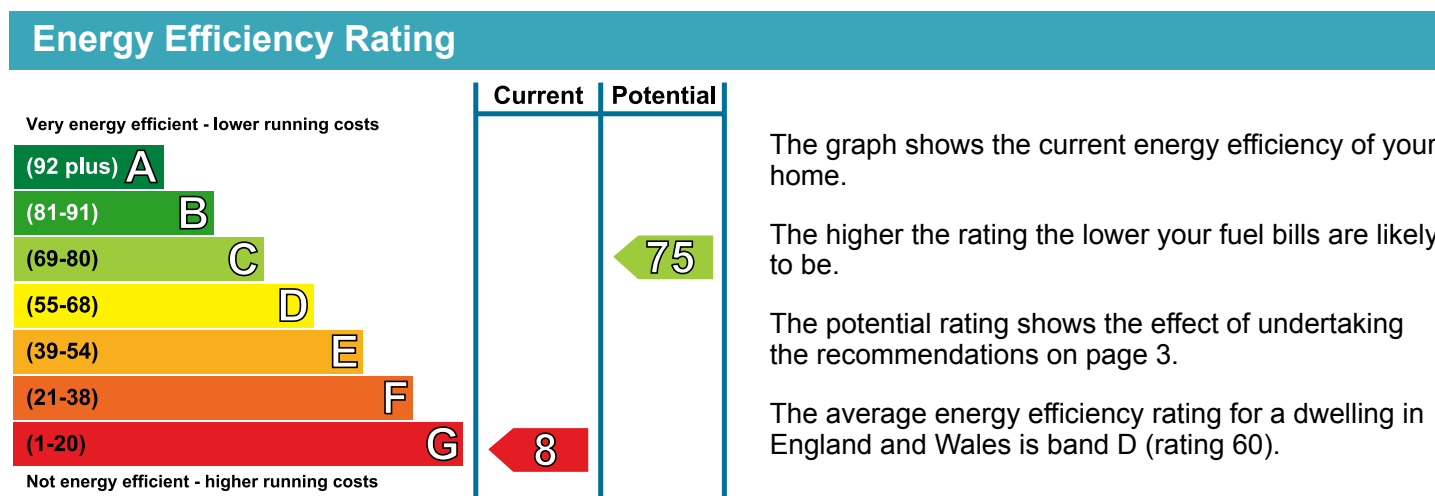 Energy Efficiency Rating
Current Potential
Very energy efficient - lower running costs
(92 plus) A
(81-91) B
(69-80) C
75
(55-68) D
(39-54) E
(21-38) F
(1-20) G
8
Not energy efficient - higher running costs
The graph shows the current energy efficiency of your
home.
The higher the rating the lower your fuel bills are likely
to be.
The potential rating shows the effect of undertaking
the recommendations on page 3.
The average energy efficiency rating for a dwelling in
England and Wales is band D (rating 60).